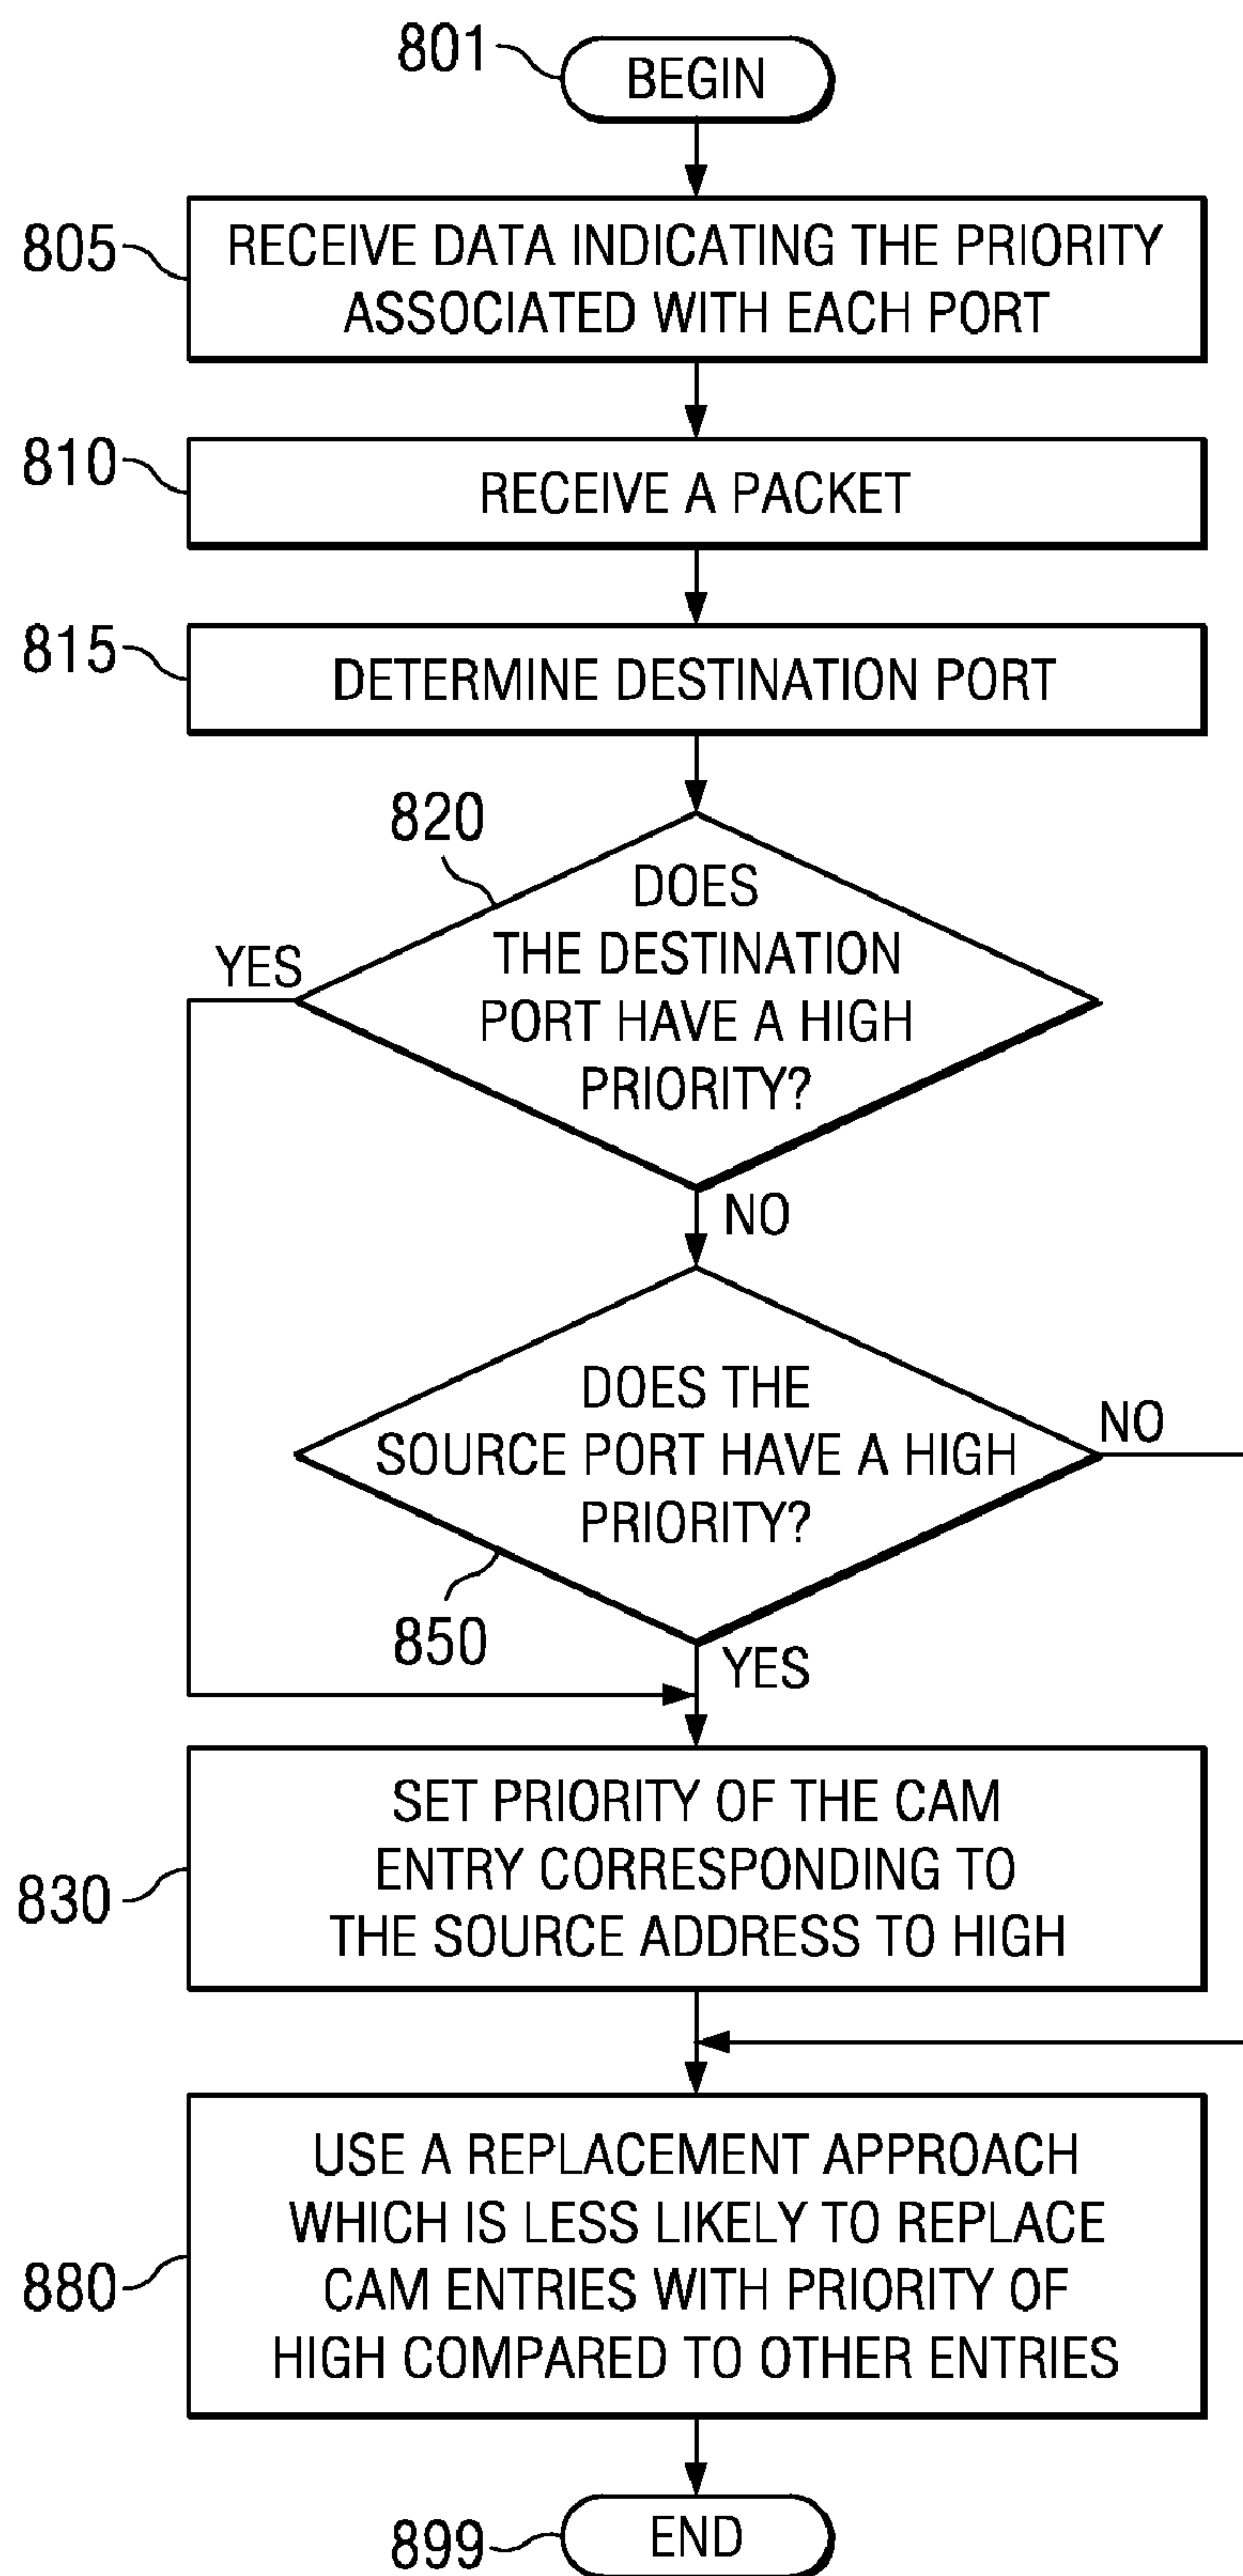 801
BEGIN
805
RECEIVE DATA INDICATING THE PRIORITY
ASSOCIATED WITH EACH PORT
810
RECEIVE A PACKET
815
DETERMINE DESTINATION PORT
820
DOES
THE DESTINATION
PORT HAVE A HIGH
PRIORITY?
YES
NO
DOES THE
SOURCE PORT HAVE A HIGH
PRIORITY?
NO
850
YES
830
SET PRIORITY OF THE CAM
ENTRY CORRESPONDING TO
THE SOURCE ADDRESS TO HIGH
880
USE A REPLACEMENT APPROACH
WHICH IS LESS LIKELY TO REPLACE
CAM ENTRIES WITH PRIORITY OF
HIGH COMPARED TO OTHER ENTRIES
899
END